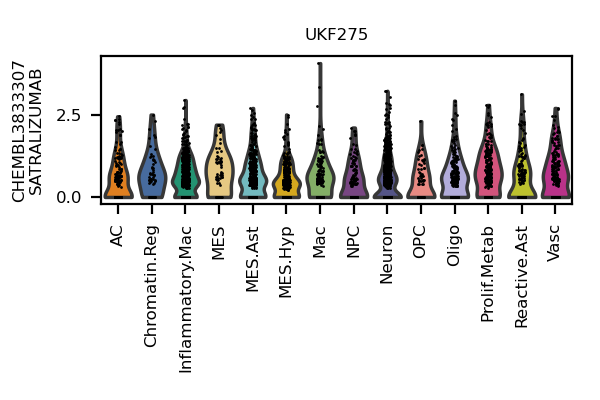 UKF275
CHEMBL3833307
SATRALIZUMAB
2.5
0.0
AC
Chromatin.Reg
Inflammatory.Mac
MES
MES.Ast
MES.Hyp
Mac
NPC
Neuron
OPC
Oligo
Prolif.Metab
Reactive.Ast
Vasc